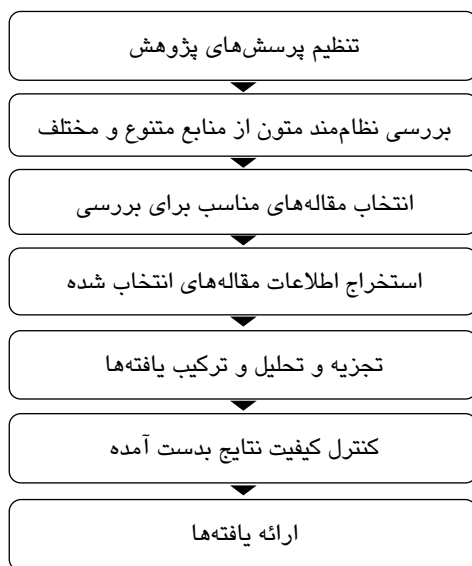 تنظیم پرسش‌های پژوهش
بررسی نظام‌مند متون از منابع متنوع و مختلف
انتخاب مقاله‌های مناسب برای بررسی
استخراج اطلاعات مقاله‌های انتخاب شده
تجزیه و تحلیل و ترکیب یافته‌ها
کنترل کیفیت نتایج بدست آمده
ارائه یافته‌ها